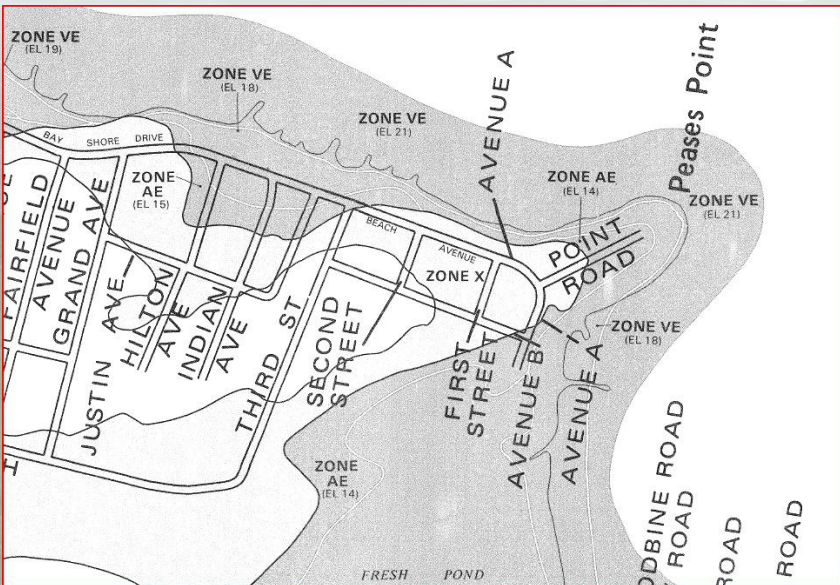 ZONE VE
(EL 19)
ZONE VE
(EL 18)
ZONE VE
(EL 21)
AVENUE A
Peases Point
BAY SHORE DRIVE
ZONE
AE
(EL 15)
ZONE AE
(EL 14)
ZONE VE
(EL 21)
BEACH AVENUE
POINT
ROAD
ZONE X
FAIRFIELD
AVENUE
GRAND AVE
JUSTIN AVE
HILTON
AVE
INDIAN
AVE
THIRD ST
SECOND
STREET
FIRST
STREET
AVENUE B
AVENUE A
ZONE VE
(EL 18)
ZONE
AE
(EL 14)
FRESH POND
ROAD
ROAD
ROAD
ROAD